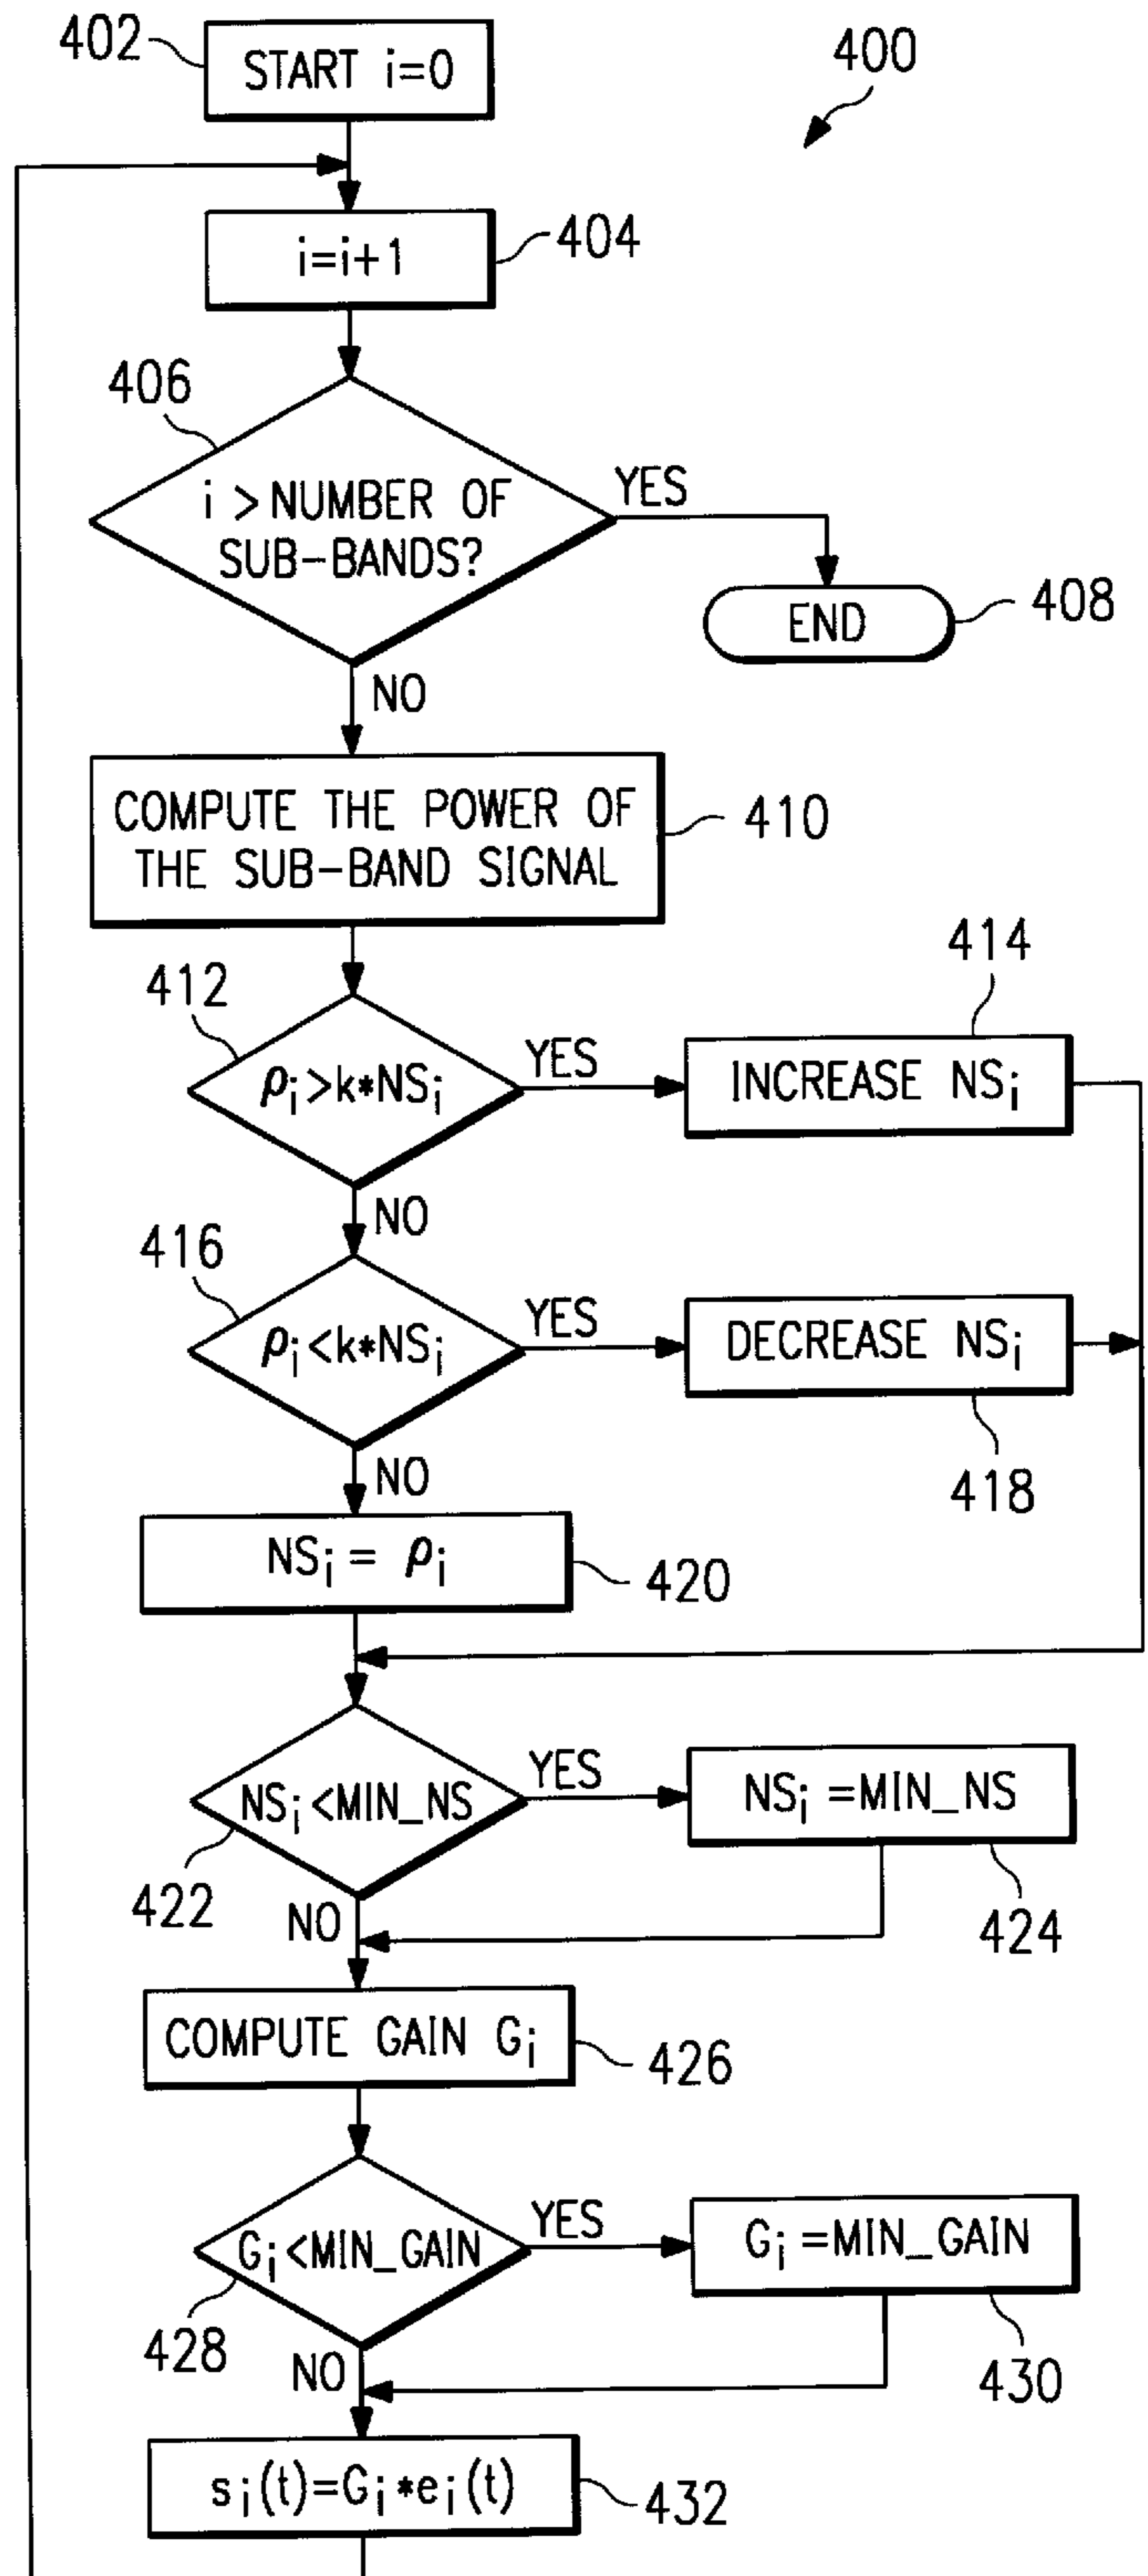 402
START i=0
400
i=i+1
404
406
i > NUMBER OF
SUB-BANDS?
YES
END
408
NO
COMPUTE THE POWER OF
THE SUB-BAND SIGNAL
410
412
ρi>k*NSi
YES
414
INCREASE NSi
NO
416
ρi<k*NSi
YES
DECREASE NSi
418
NO
NSi = ρi
420
NSi<MIN_NS
YES
NSi=MIN_NS
422
NO
424
COMPUTE GAIN Gi
426
Gi<MIN_GAIN
YES
Gi=MIN_GAIN
428
NO
430
si(t)=Gi*ei(t)
432